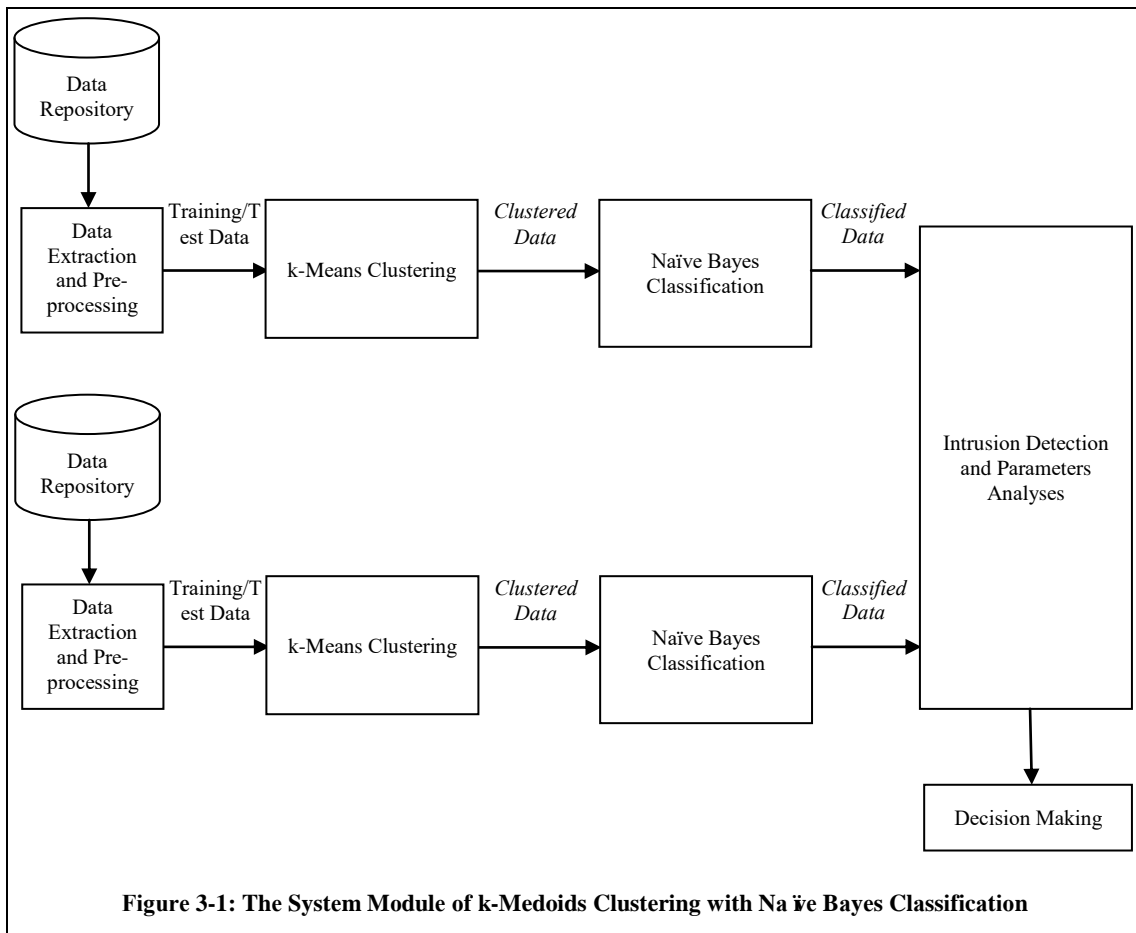 Data
Repository
Training/T
est Data
Clustered
Data
Classified
Data
Data
Extraction
and Pre-
processing
k-Means Clustering
Naïve Bayes
Classification
Data
Repository
Intrusion Detection
and Parameters
Analyses
Training/T
est Data
Clustered
Data
Classified
Data
Data
Extraction
and Pre-
processing
k-Means Clustering
Naïve Bayes
Classification
Decision Making
Figure 3-1: The System Module of k-Medoids Clustering with Naïve Bayes Classification